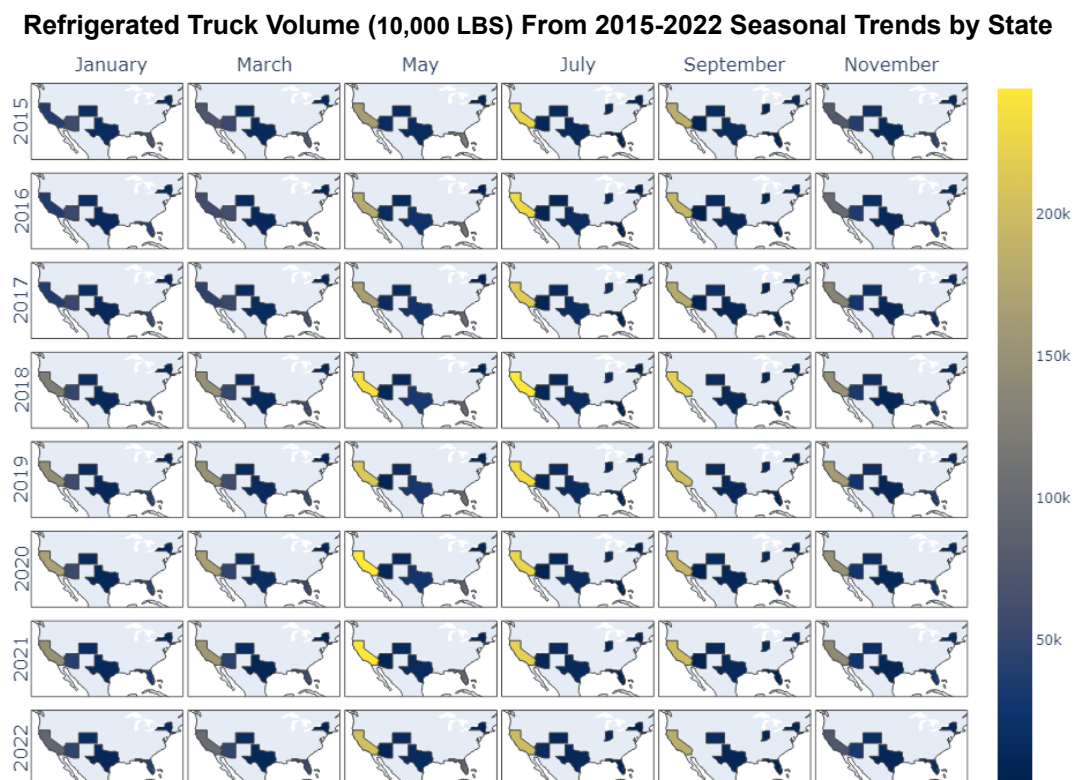 Refrigerated Truck Volume (10,000 LBS) From 2015-2022 Seasonal Trends by State
January March May July September November
2015
2016
2017
2018
2019
2020
2021
2022
200k
150k
100k
50k